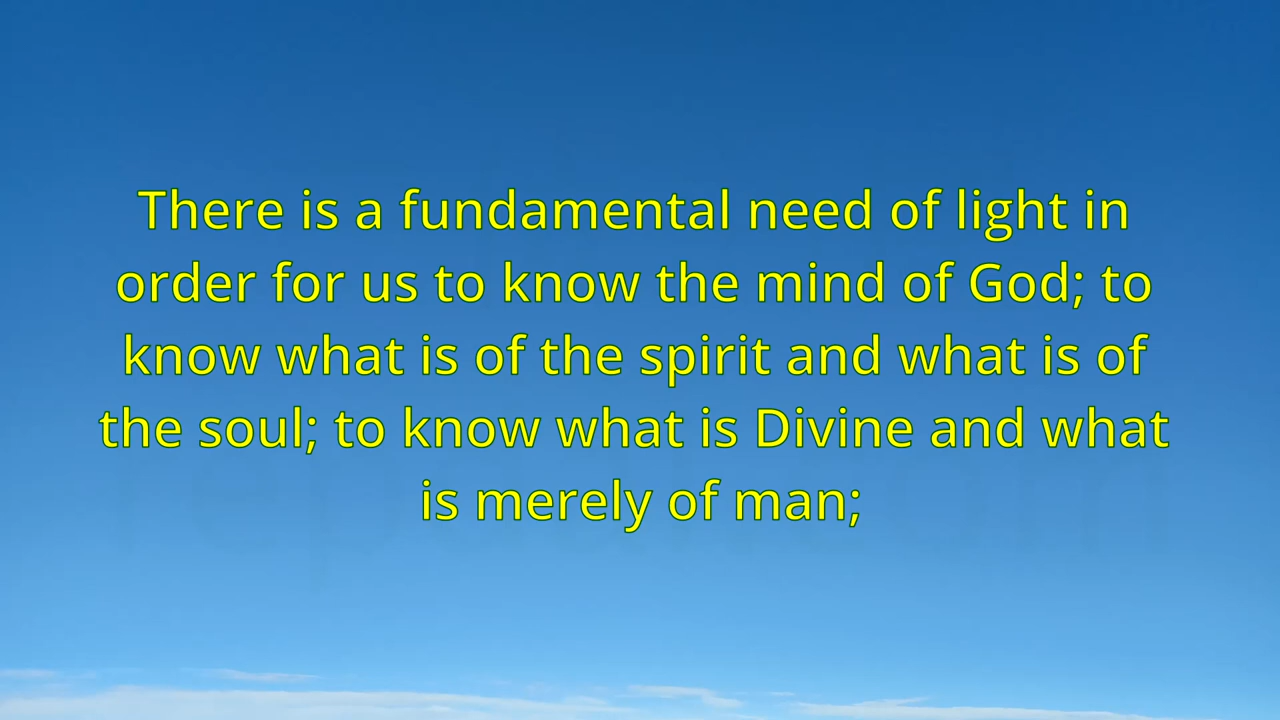 There is a fundamental need of light in
order for us to know the mind of God; to
know what is of the spirit and what is of
the soul; to know what is Divine and what
is merely of man;